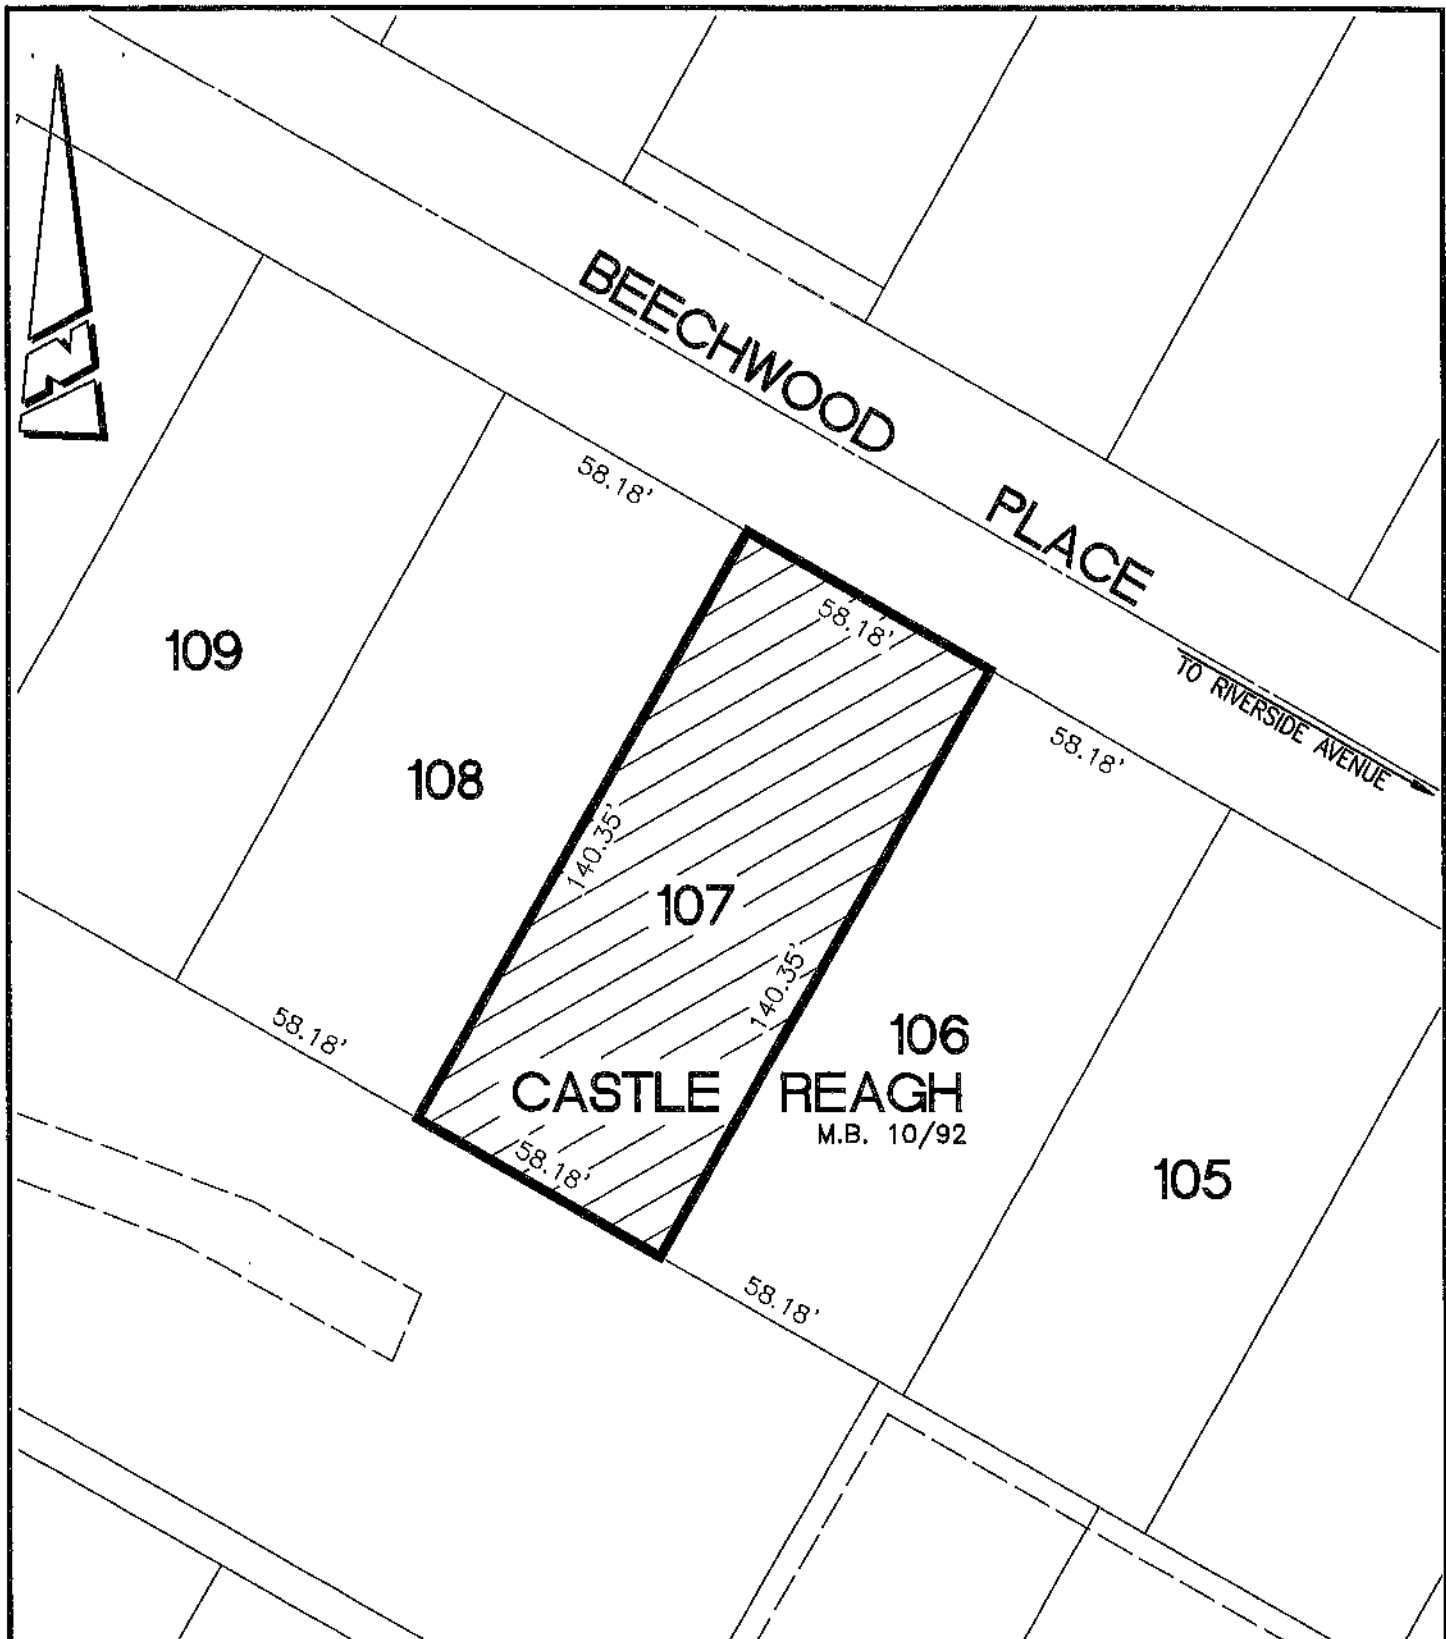 N
BEECHWOOD PLACE
58.18'
58.18'
109
TO RIVERSIDE AVENUE
58.18'
108
140.35'
107
140.35'
58.18'
106
CASTLE REAGH
M.B. 10/92
58.18'
105
58.18'